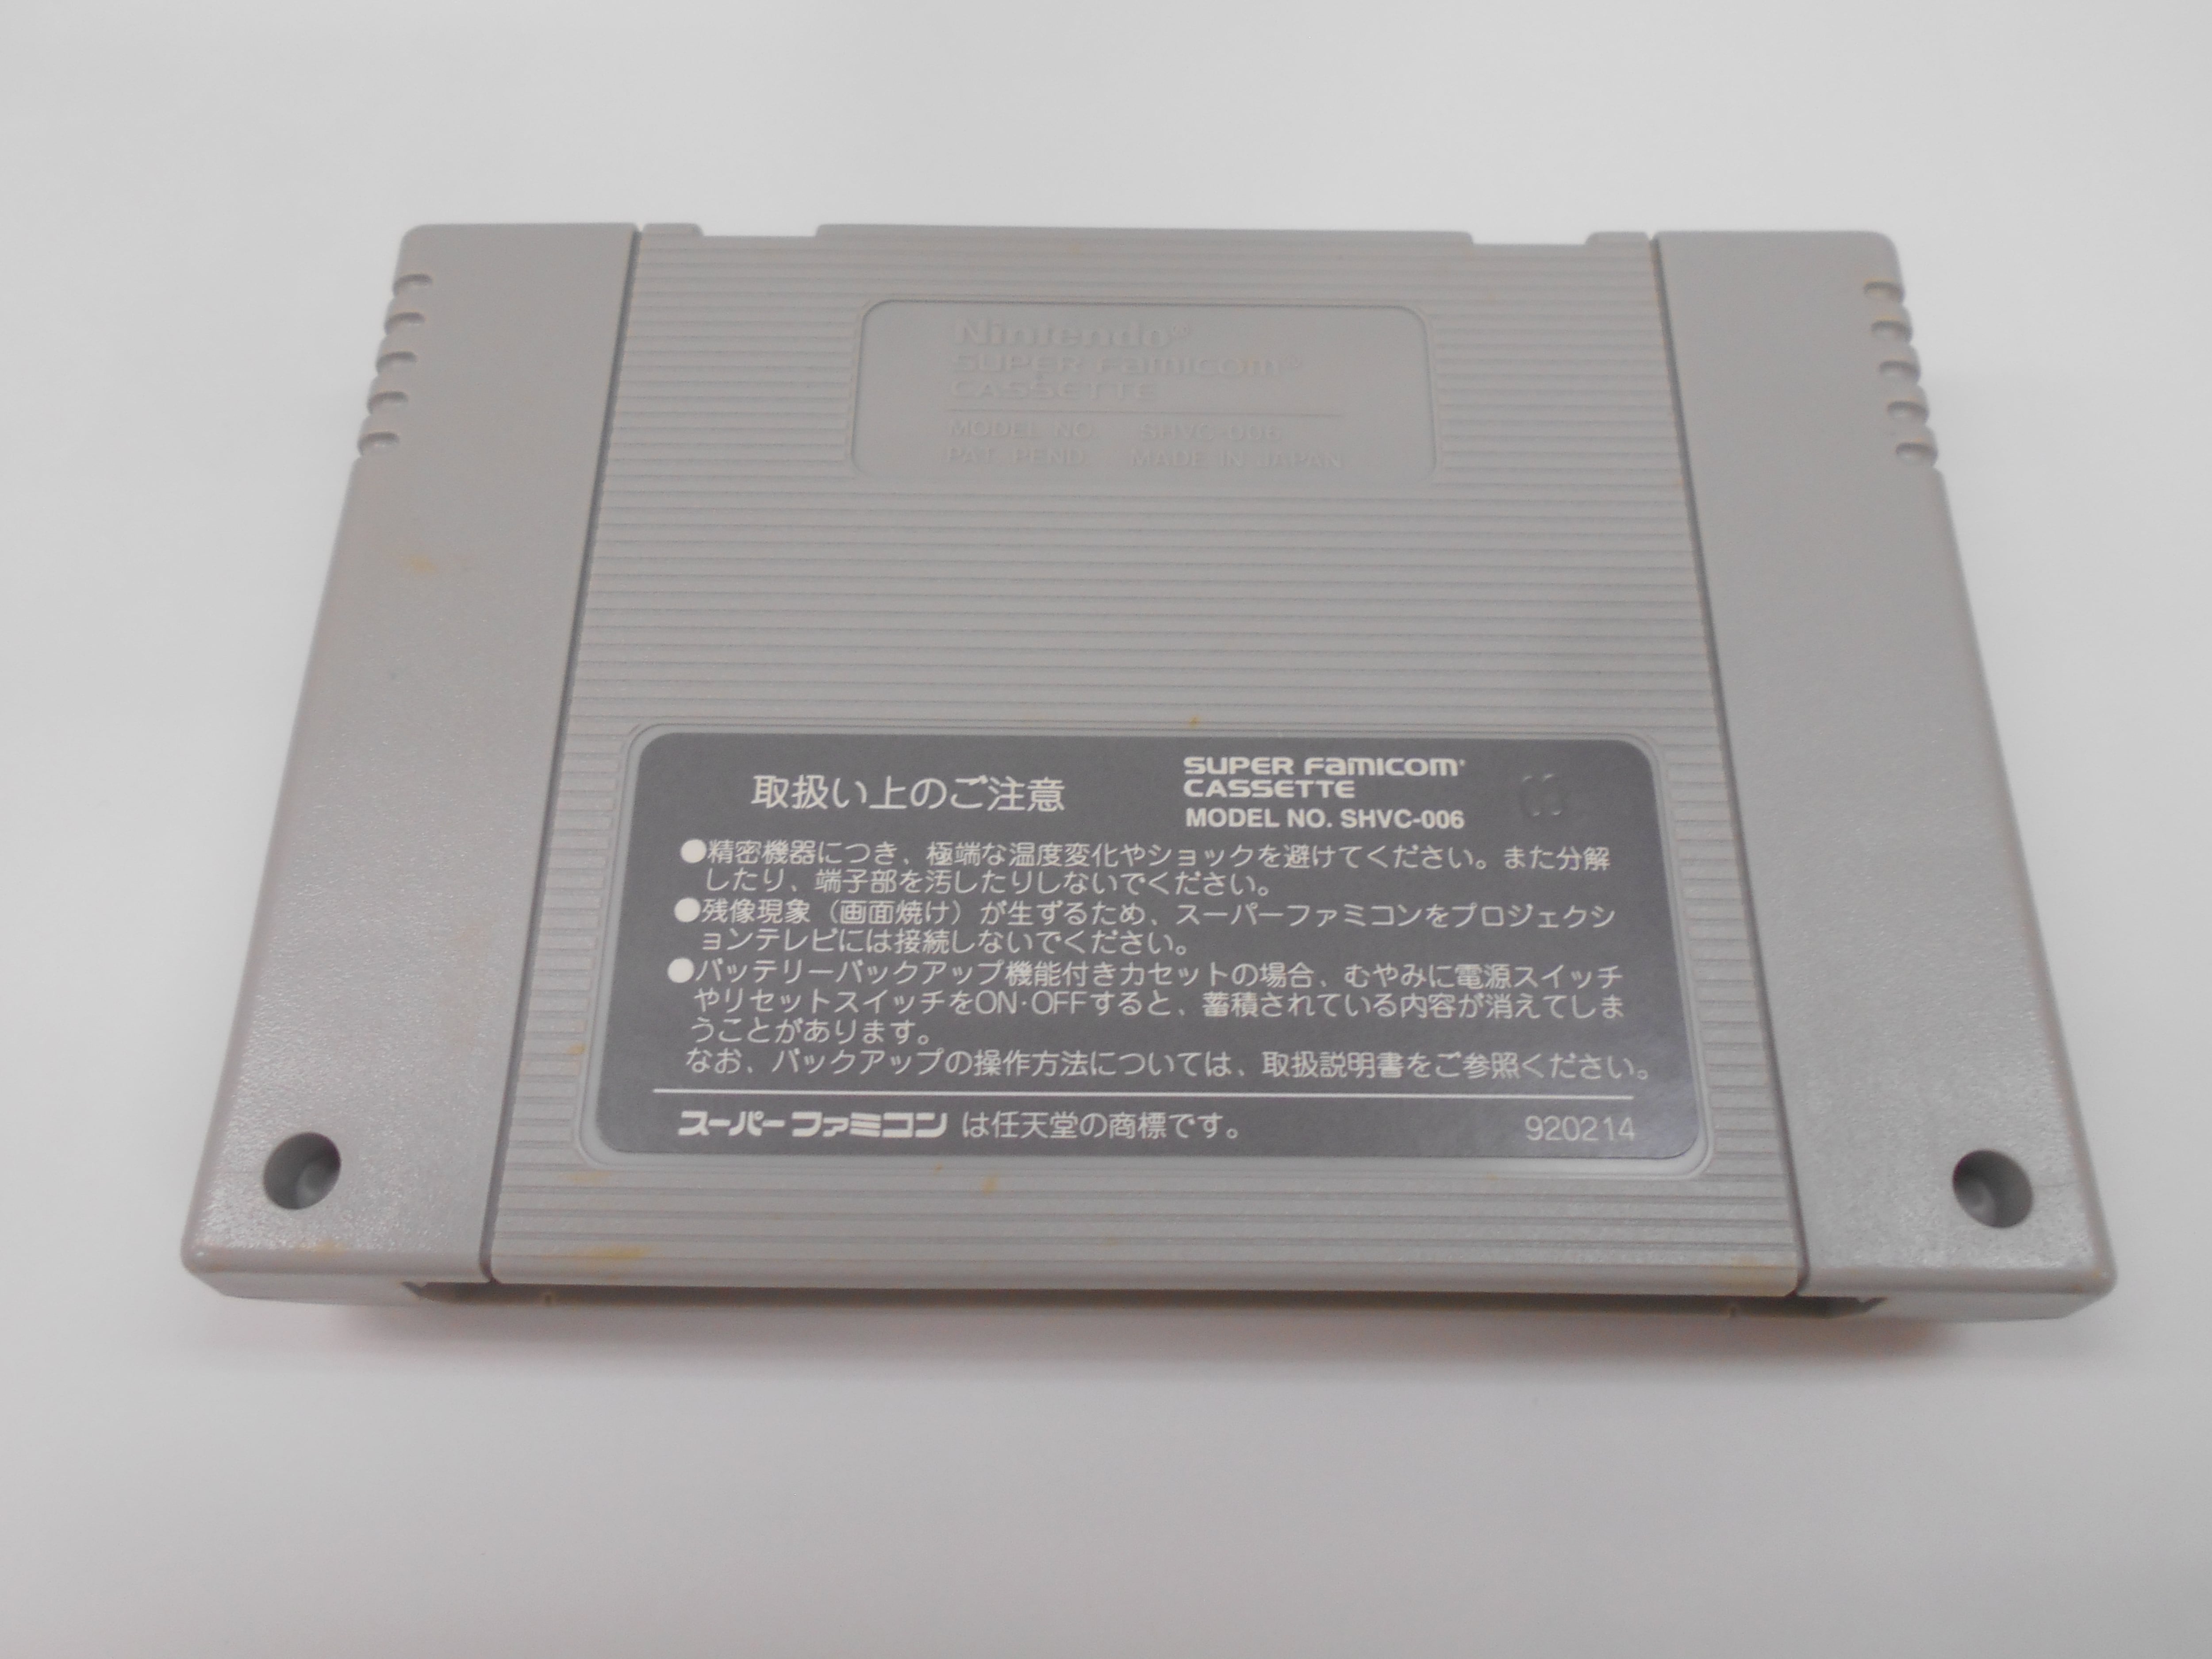 Nintendo®
SUPER FAMICOM®
CASSETTE
MODEL NO. SHVC-006
PAT. PEND. MADE IN JAPAN
取扱い上のご注意
SUPER FAMICOM®
CASSETTE
MODEL NO. SHVC-006
●精密機器につき、極端な温度変化やショックを避けてください。また分解
したり、端子部を汚したりしないでください。
●残像現象（画面焼け）が生ずるため、スーパーファミコンをプロジェクシ
ョンテレビには接続しないでください。
●バッテリーバックアップ機能付きカセットの場合、むやみに電源スイッチ
やリセットスイッチをON·OFFすると、蓄積されている内容が消えてしま
うことがあります。
なお、バックアップの操作方法については、取扱説明書をご参照ください。
スーパーファミコン は任天堂の商標です。
920214